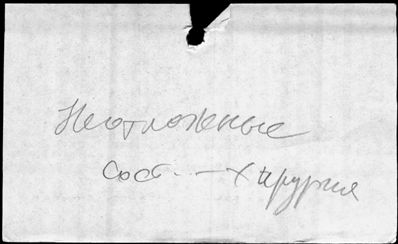 Неотложные
сост. – хирургия